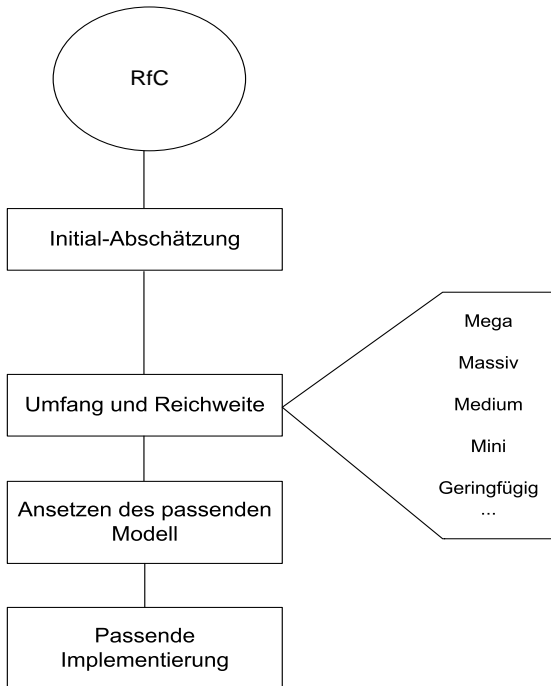 RfC
Initial-Abschätzung
Umfang und Reichweite
Mega
Massiv
Medium
Mini
Geringfügig
...
Ansetzen des passenden
Modell
Passende
Implementierung